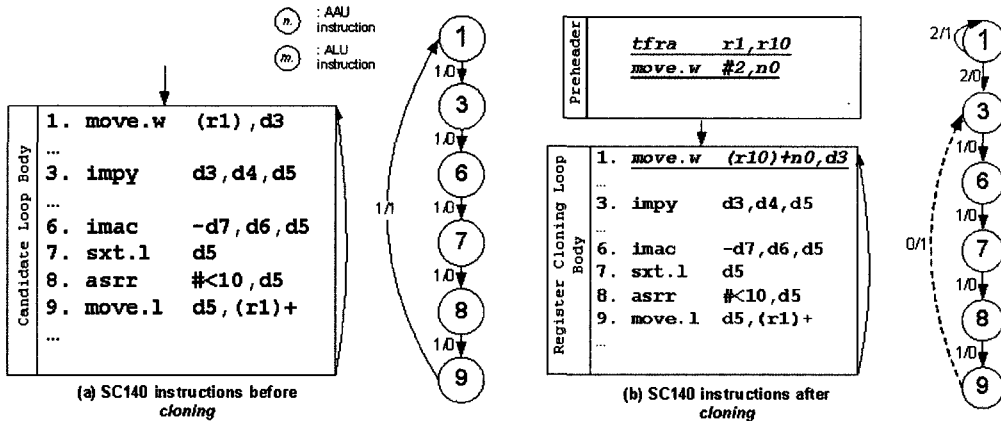 n. : AAU instruction
m. : ALU instruction
Candidate Loop Body
1. move.w (r1),d3
...
3. impy d3,d4,d5
...
6. imac -d7,d6,d5
7. sxt.l d5
8. asrr #<10,d5
9. move.l d5,(r1)+
...
1
1/0
3
1/0
6
1/0
7
1/0
8
1/0
9
1/1
(a) SC140 instructions before cloning
Preheader
tfra r1,r10
move.w #2,n0
Register Cloning Loop Body
1. move.w (r10)+n0,d3
...
3. impy d3,d4,d5
...
6. imac -d7,d6,d5
7. sxt.l d5
8. asrr #<10,d5
9. move.l d5,(r1)+
...
2/1
1
2/0
3
1/0
6
1/0
7
1/0
8
1/0
9
0/1
(b) SC140 instructions after cloning